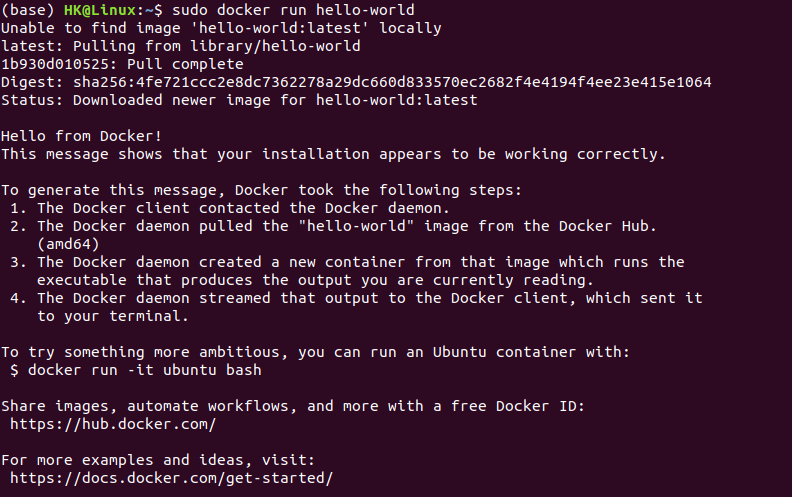 (base) HK@Linux:~$ sudo docker run hello-world
Unable to find image 'hello-world:latest' locally
latest: Pulling from library/hello-world
1b930d010525: Pull complete
Digest: sha256:4fe721ccc2e8dc7362278a29dc660d833570ec2682f4e4194f4ee23e415e1064
Status: Downloaded newer image for hello-world:latest

Hello from Docker!
This message shows that your installation appears to be working correctly.

To generate this message, Docker took the following steps:
 1. The Docker client contacted the Docker daemon.
 2. The Docker daemon pulled the "hello-world" image from the Docker Hub.
    (amd64)
 3. The Docker daemon created a new container from that image which runs the
    executable that produces the output you are currently reading.
 4. The Docker daemon streamed that output to the Docker client, which sent it
    to your terminal.

To try something more ambitious, you can run an Ubuntu container with:
 $ docker run -it ubuntu bash

Share images, automate workflows, and more with a free Docker ID:
 https://hub.docker.com/

For more examples and ideas, visit:
 https://docs.docker.com/get-started/